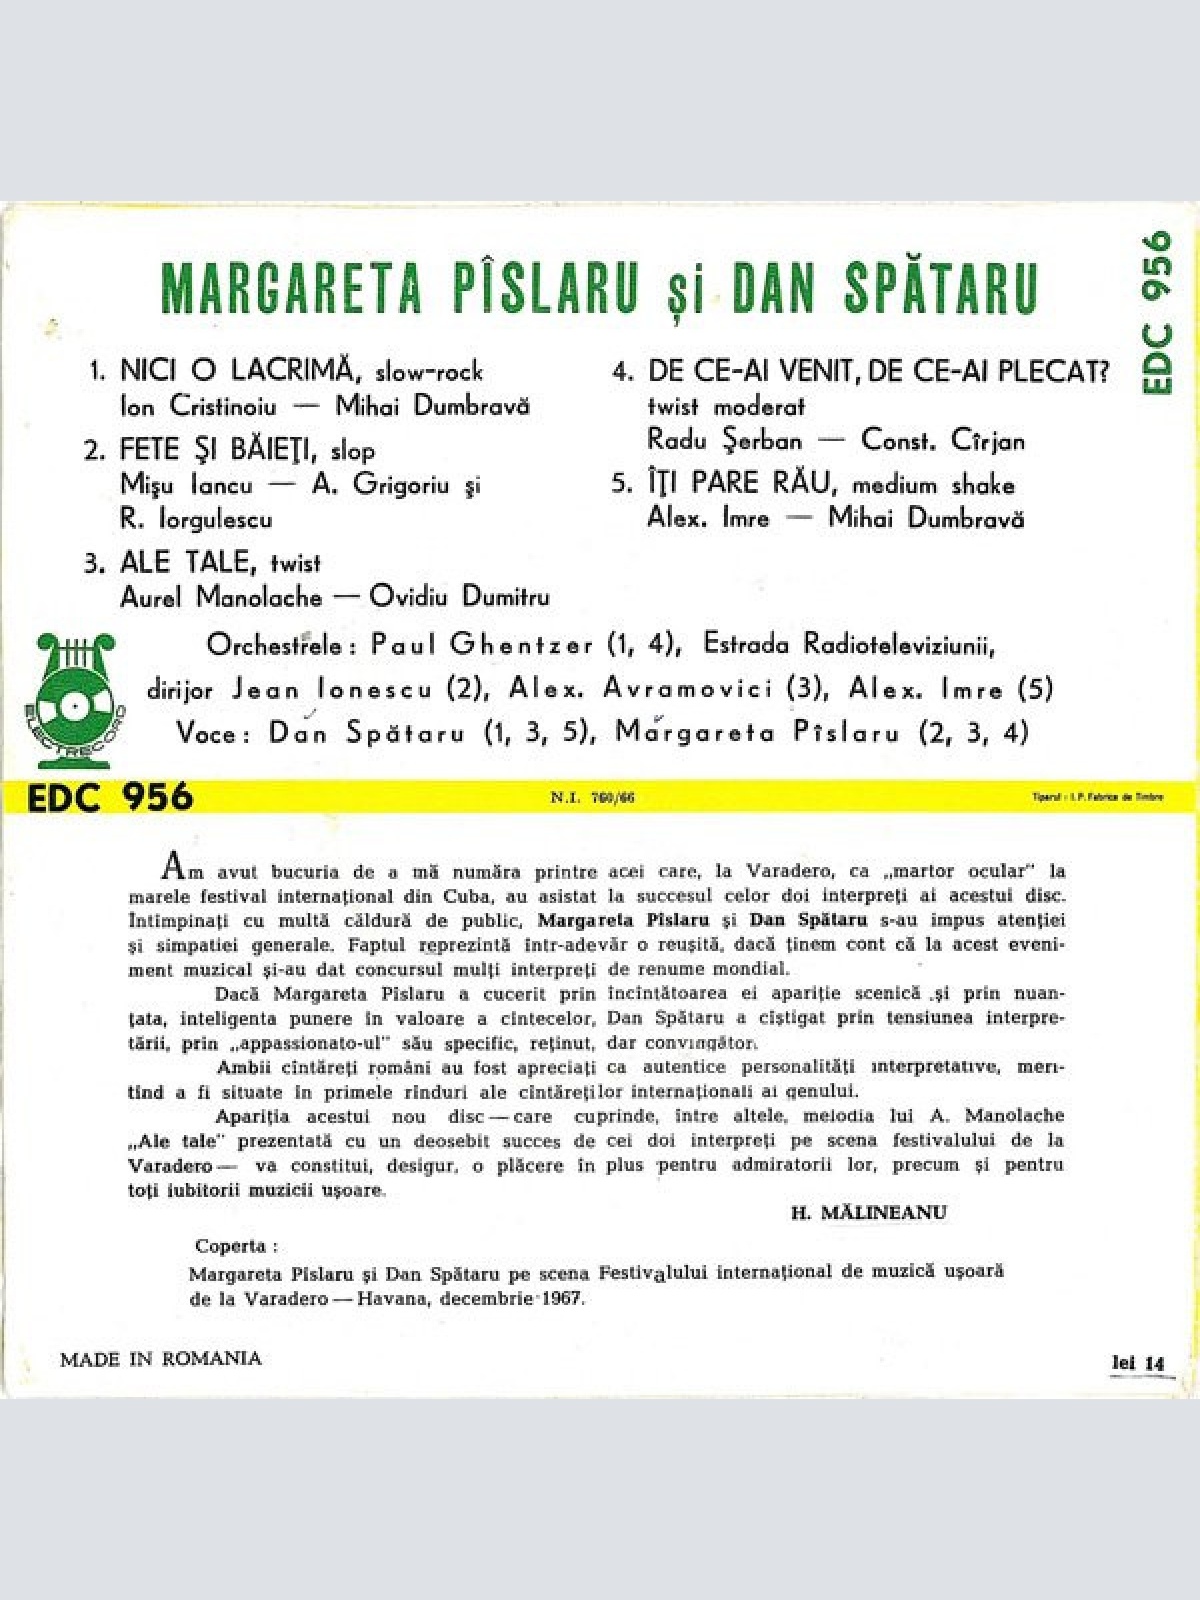 MARGARETA PÎSLARU și DAN SPĂTARU
EDC 956
1. NICI O LACRIMĂ, slow-rock
Ion Cristinoiu — Mihai Dumbravă
2. FETE ŞI BĂIEŢI, slop
Mişu Iancu — A. Grigoriu şi
R. Iorgulescu
3. ALE TALE, twist
Aurel Manolache — Ovidiu Dumitru
4. DE CE-AI VENIT, DE CE-AI PLECAT?
twist moderat
Radu Şerban — Const. Cîrjan
5. ÎŢI PARE RĂU, medium shake
Alex. Imre — Mihai Dumbravă
Orchestrele: Paul Ghentzer (1, 4), Estrada Radioteleviziunii,
dirijor Jean Ionescu (2), Alex. Avramovici (3), Alex. Imre (5)
Voce: Dan Spătaru (1, 3, 5), Margareta Pîslaru (2, 3, 4)
ELECTRECORD
EDC 956
N.I. 760/66
Tiparul: I. P. Fabrica de Timbre
Am avut bucuria de a mă număra printre acei care, la Varadero, ca „martor ocular" la
marele festival internaţional din Cuba, au asistat la succesul celor doi interpreţi ai acestui disc.
Întîmpinaţi cu multă căldură de public, Margareta Pîslaru şi Dan Spătaru s-au impus atenţiei
şi simpatiei generale. Faptul reprezintă într-adevăr o reuşită, dacă ţinem cont că la acest eveni-
ment muzical şi-au dat concursul mulţi interpreţi de renume mondial.
Dacă Margareta Pîslaru a cucerit prin încîntătoarea ei apariţie scenică şi prin nuan-
ţata, inteligenta punere în valoare a cîntecelor, Dan Spătaru a cîştigat prin tensiunea interpre-
tării, prin „appassionato-ul" său specific, reţinut, dar convingător.
Ambii cîntăreţi români au fost apreciaţi ca autentice personalităţi interpretative, meri-
tînd a fi situate în primele rînduri ale cîntăreţilor internaţionali ai genului.
Apariţia acestui nou disc — care cuprinde, între altele, melodia lui A. Manolache
„Ale tale" prezentată cu un deosebit succes de cei doi interpreţi pe scena festivalului de la
Varadero — va constitui, desigur, o plăcere în plus pentru admiratorii lor, precum şi pentru
toţi iubitorii muzicii uşoare.
H. MĂLINEANU
Coperta :
Margareta Pîslaru şi Dan Spătaru pe scena Festivalului internaţional de muzică uşoară
de la Varadero — Havana, decembrie 1967.
MADE IN ROMANIA
lei 14